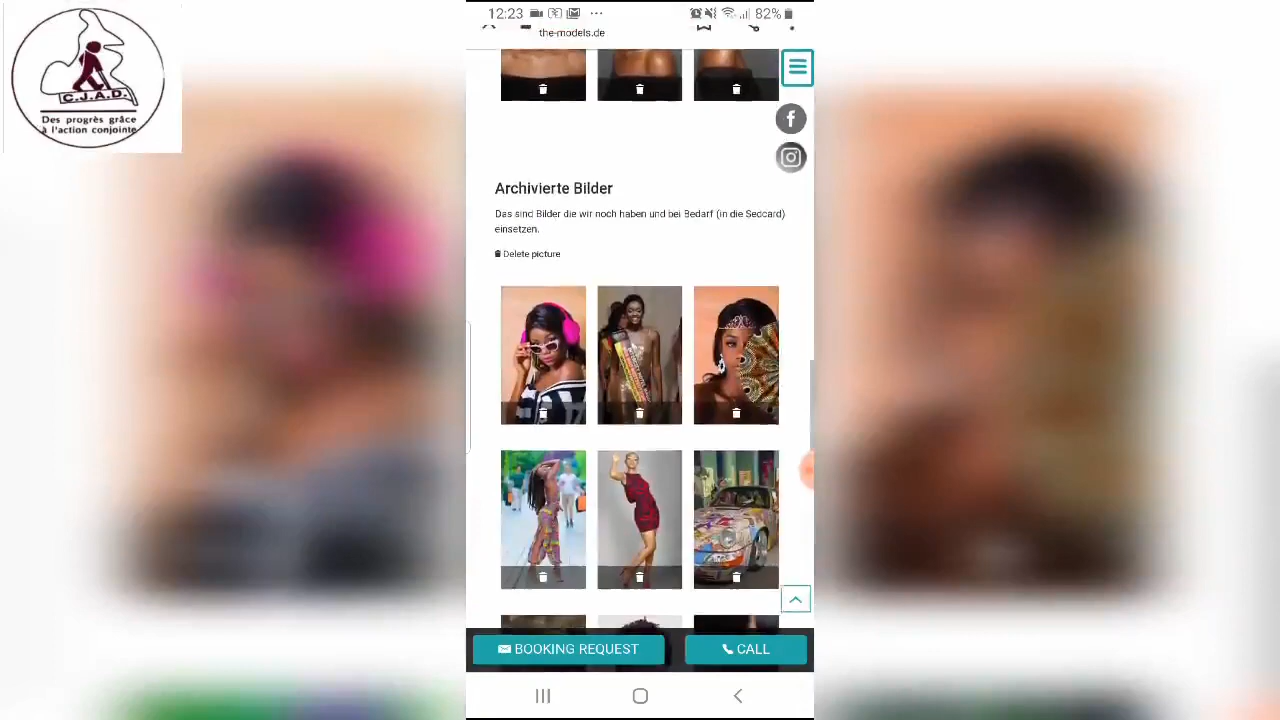 C.J.A.D.
Des progrès grâce
à l'action conjointe
12:23
82%
the-models.de
Archivierte Bilder
Das sind Bilder die wir noch haben und bei Bedarf (in die Sedcard)
einsetzen.
Delete picture
BOOKING REQUEST
CALL